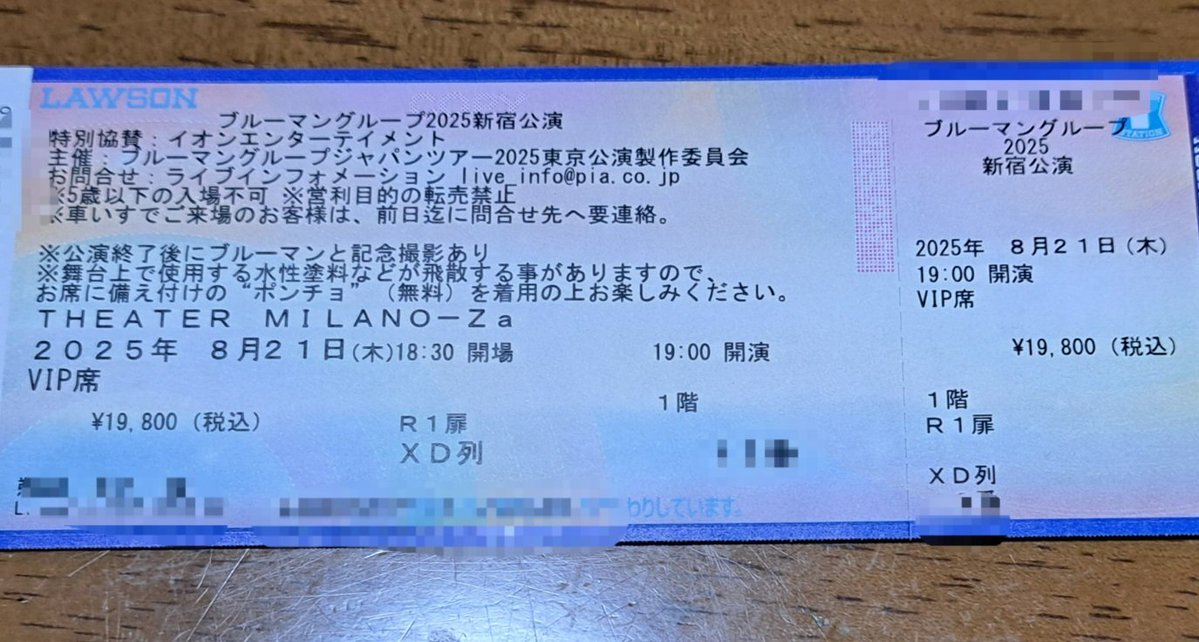 LAWSON
ブルーマングループ2025新宿公演
特別協賛：イオンエンターテイメント
主催：ブルーマングループジャパンツアー2025東京公演製作委員会
お問合せ：ライブインフォメーション live_info@pia.co.jp
※5歳以下の入場不可 ※営利目的の転売禁止
※車いすでご来場のお客様は、前日迄に問合せ先へ要連絡。
※公演終了後にブルーマンと記念撮影あり
※舞台上で使用する水性塗料などが飛散する事がありますので、
お席に備え付けの“ポンチョ”（無料）を着用の上お楽しみください。
ＴＨＥＡＴＥＲ　ＭＩＬＡＮＯ－Ｚａ
２０２５年　８月２１日(木)18:30 開場　19:00 開演
VIP席
¥19,800（税込）
１階
Ｒ１扉
ＸＤ列
わりしています。
ブルーマングループ
2025
新宿公演
STATION
2025年　８月２１日（木）
19:00 開演
VIP席
¥19,800（税込）
１階
Ｒ１扉
ＸＤ列